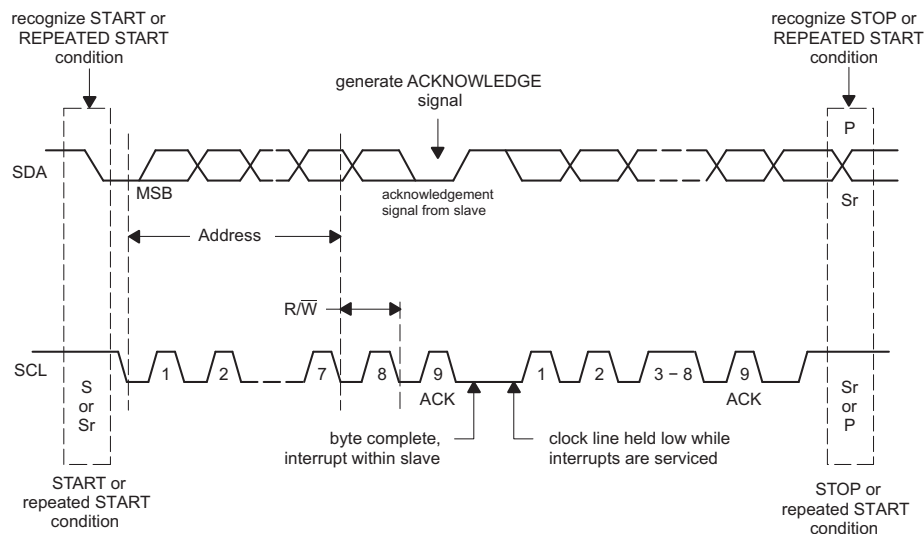 recognize START or
REPEATED START
condition
recognize STOP or
REPEATED START
condition
generate ACKNOWLEDGE
signal
P
SDA
MSB
acknowledgement
signal from slave
Sr
Address
R/W̅
SCL
1
2
7
8
9
1
2
3 – 8
9
S
or
Sr
ACK
ACK
Sr
or
P
byte complete,
interrupt within slave
clock line held low while
interrupts are serviced
START or
repeated START
condition
STOP or
repeated START
condition